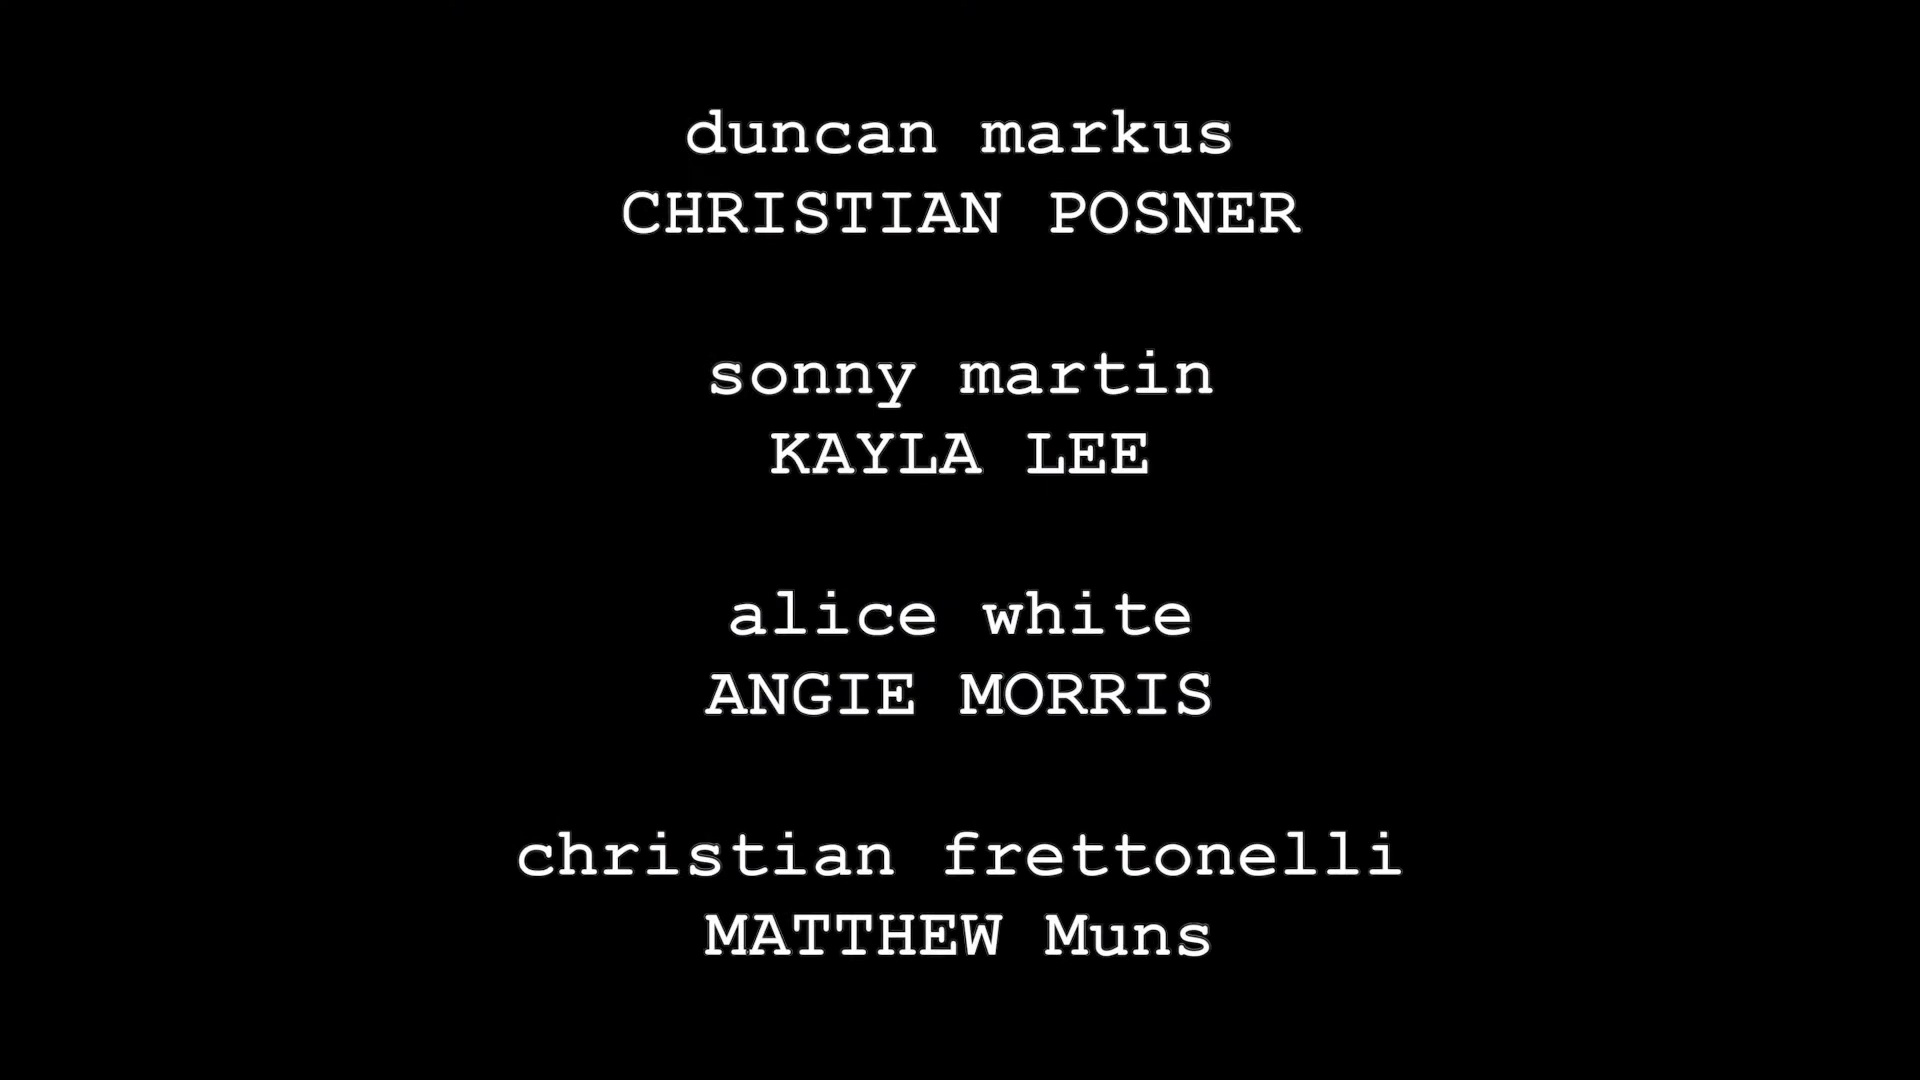 duncan markus
CHRISTIAN POSNER
sonny martin
KAYLA LEE
alice white
ANGIE MORRIS
christian frettonelli
MATTHEW Muns